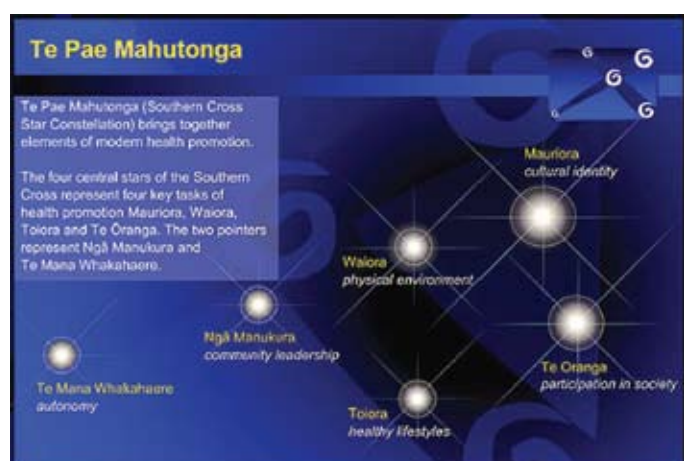 Te Pae Mahutonga
Te Pae Mahutonga (Southern Cross
Star Constellation) brings together
elements of modern health promotion.
The four central stars of the Southern
Cross represent four key tasks of
health promotion Mauriora, Waiora,
Toiora and Te Oranga. The two pointers
represent Ngā Manukura and
Te Mana Whakahaere.
Mauriora
cultural identity
Waiora
physical environment
Ngā Manukura
community leadership
Te Mana Whakahaere
autonomy
Te Oranga
participation in society
Toiora
healthy lifestyles